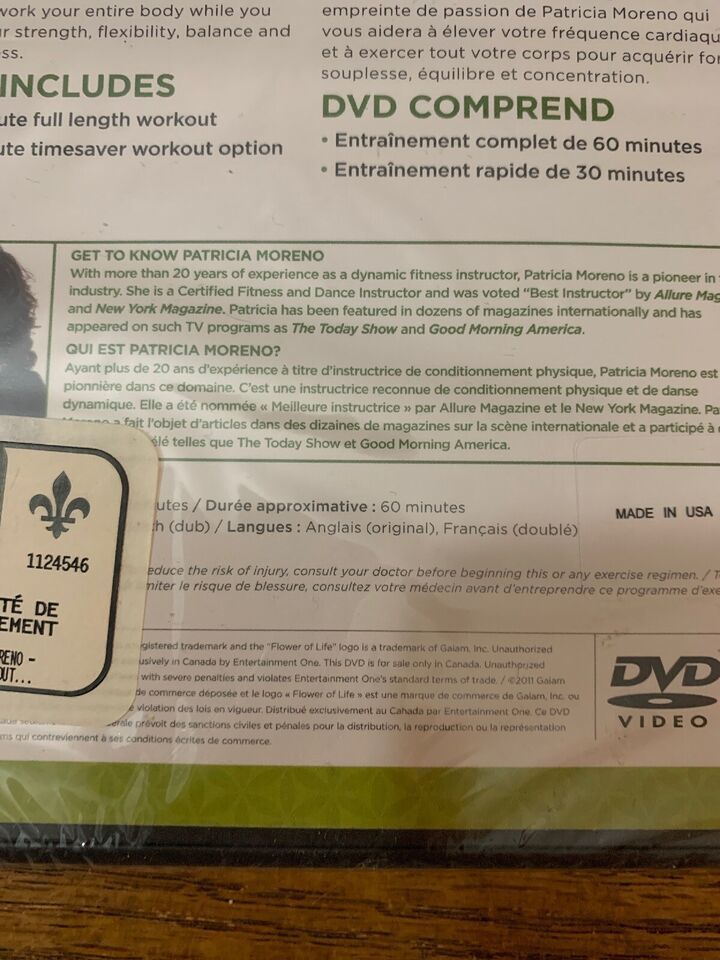 work your entire body while you
strength, flexibility, balance and
INCLUDES
full length workout
timesaver workout option
empreinte de passion de Patricia Moreno qui
vous aidera à élever votre fréquence
et à exercer tout votre corps pour acquérir
souplesse, équilibre et concentration.
DVD COMPREND
• Entraînement complet de 60 minutes
• Entraînement rapide de 30 minutes
GET TO KNOW PATRICIA MORENO
With more than 20 years of experience as a dynamic fitness instructor, Patricia Moreno is a pioneer in
industry. She is a Certified Fitness and Dance Instructor and was voted "Best Instructor" by Allure
and New York Magazine. Patricia has been featured in dozens of magazines internationally and has
appeared on such TV programs as The Today Show and Good Morning America.
QUI EST PATRICIA MORENO?
Ayant plus de 20 ans d'expérience à titre d'instructrice de conditionnement physique, Patricia Moreno est
pionnière dans ce domaine. C'est une instructrice reconnue de conditionnement physique et de danse
dynamique. Elle a été nommée « Meilleure instructrice » par Allure Magazine et le New York Magazine.
a fait l'objet d'articles dans des dizaines de magazines sur la scène internationale et a participé à
télé telles que The Today Show et Good Morning America.
/ Durée approximative : 60 minutes
(dub) / Langues : Anglais (original), Français (doublé)
MADE IN USA
1124546
TÉ DE
EMENT
RENO -
OUT...
reduce the risk of injury, consult your doctor before beginning this or any exercise regimen. /
limiter le risque de blessure, consultez votre médecin avant d'entreprendre ce programme
registered trademark and the "Flower of Life" logo is a trademark of Gaiam, Inc. Unauthorized
in Canada by Entertainment One. This DVD is for sale only in Canada. Unauthorized
with severe penalties and violates Entertainment One's standard terms of trade. / ©2011 Gaiam
de commerce déposée et le logo « Flower of Life » est une marque de commerce de Gaiam, Inc. ou
violation des lois en vigueur. Distribué exclusivement au Canada par Entertainment One. Ce DVD
prévoit des sanctions civiles et pénales pour la distribution, la reproduction ou la représentation
qui contreviennent à ses conditions écrites de commerce.
DVD
VIDEO